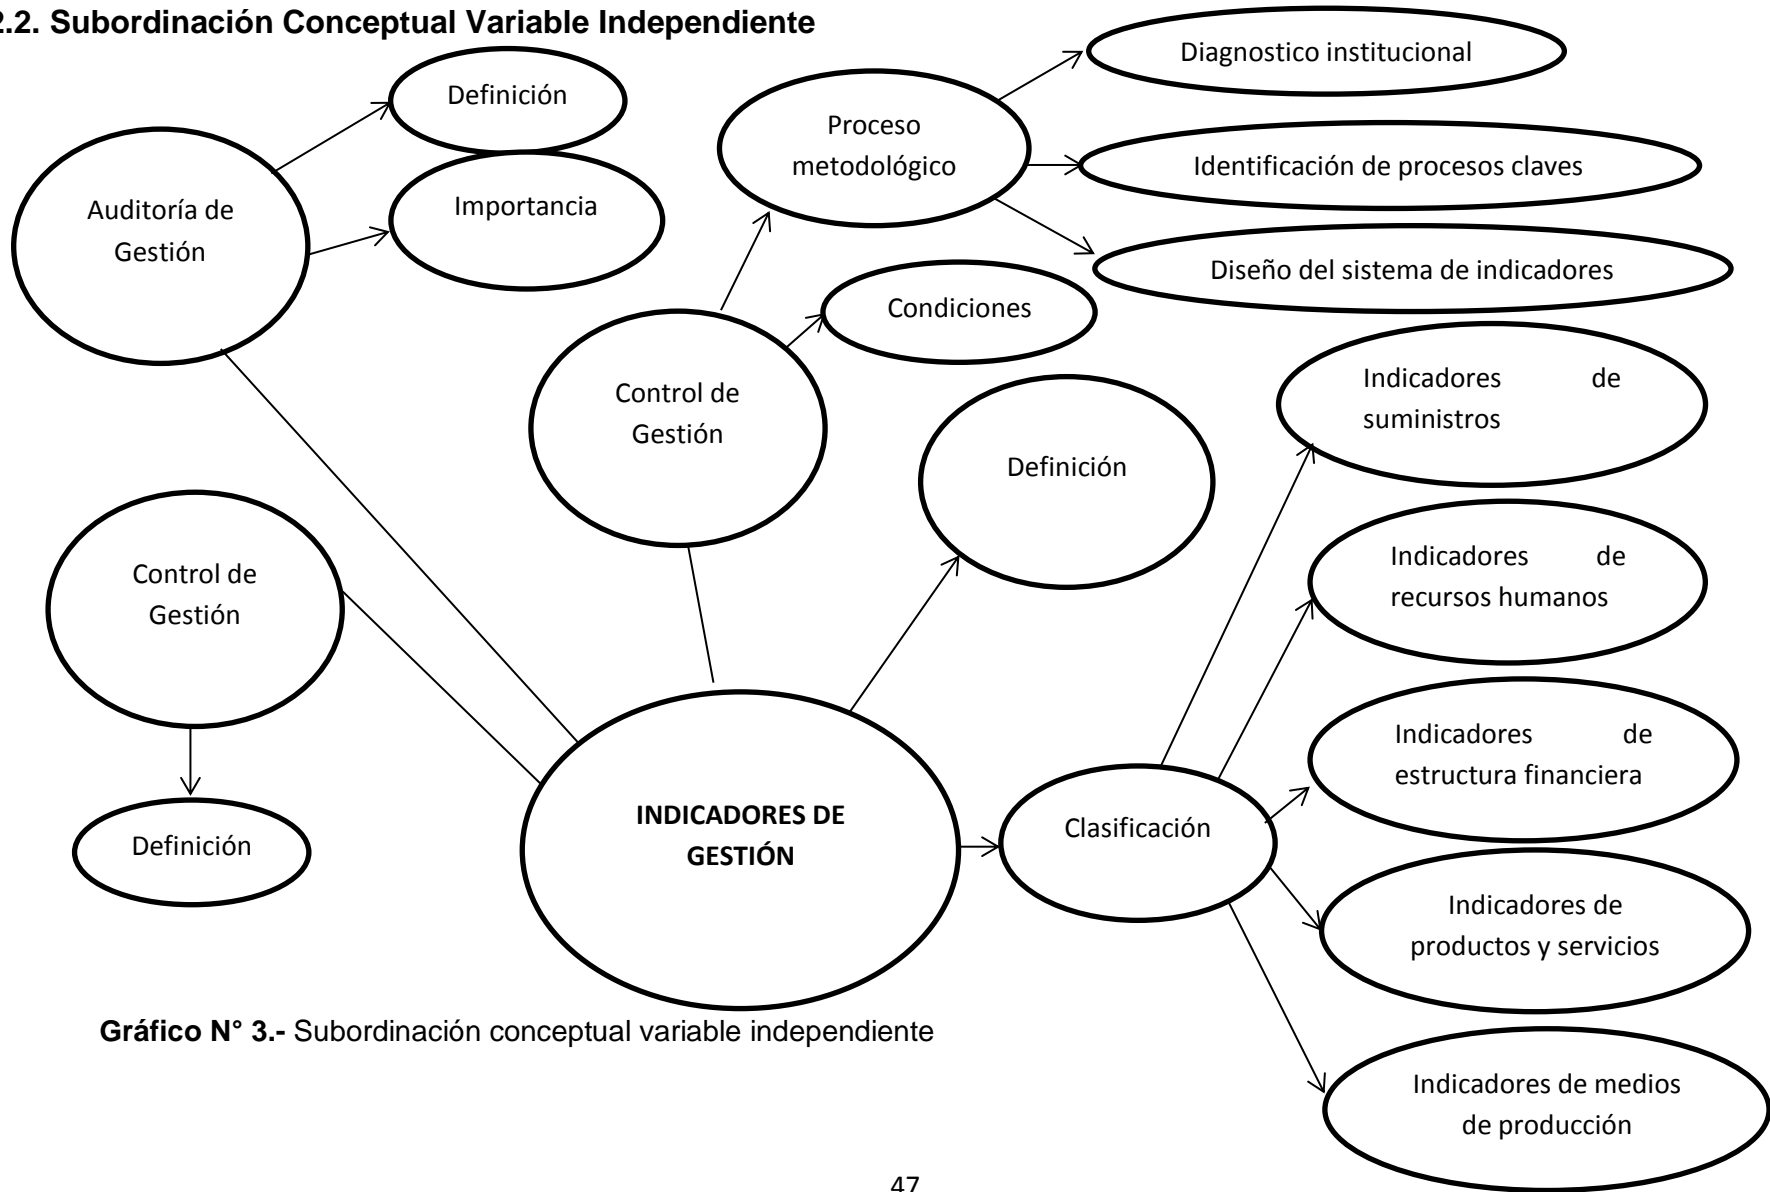 2.2. Subordinación Conceptual Variable Independiente
Diagnostico institucional
Definición
Proceso
metodológico
Identificación de procesos claves
Importancia
Auditoría de
Gestión
Diseño del sistema de indicadores
Condiciones
Control de
Gestión
Indicadores de
suministros
Definición
Control de
Gestión
Indicadores de
recursos humanos
Indicadores de
estructura financiera
INDICADORES DE
GESTIÓN
Clasificación
Definición
Indicadores de
productos y servicios
Gráfico N° 3.- Subordinación conceptual variable independiente
Indicadores de medios
de producción
47